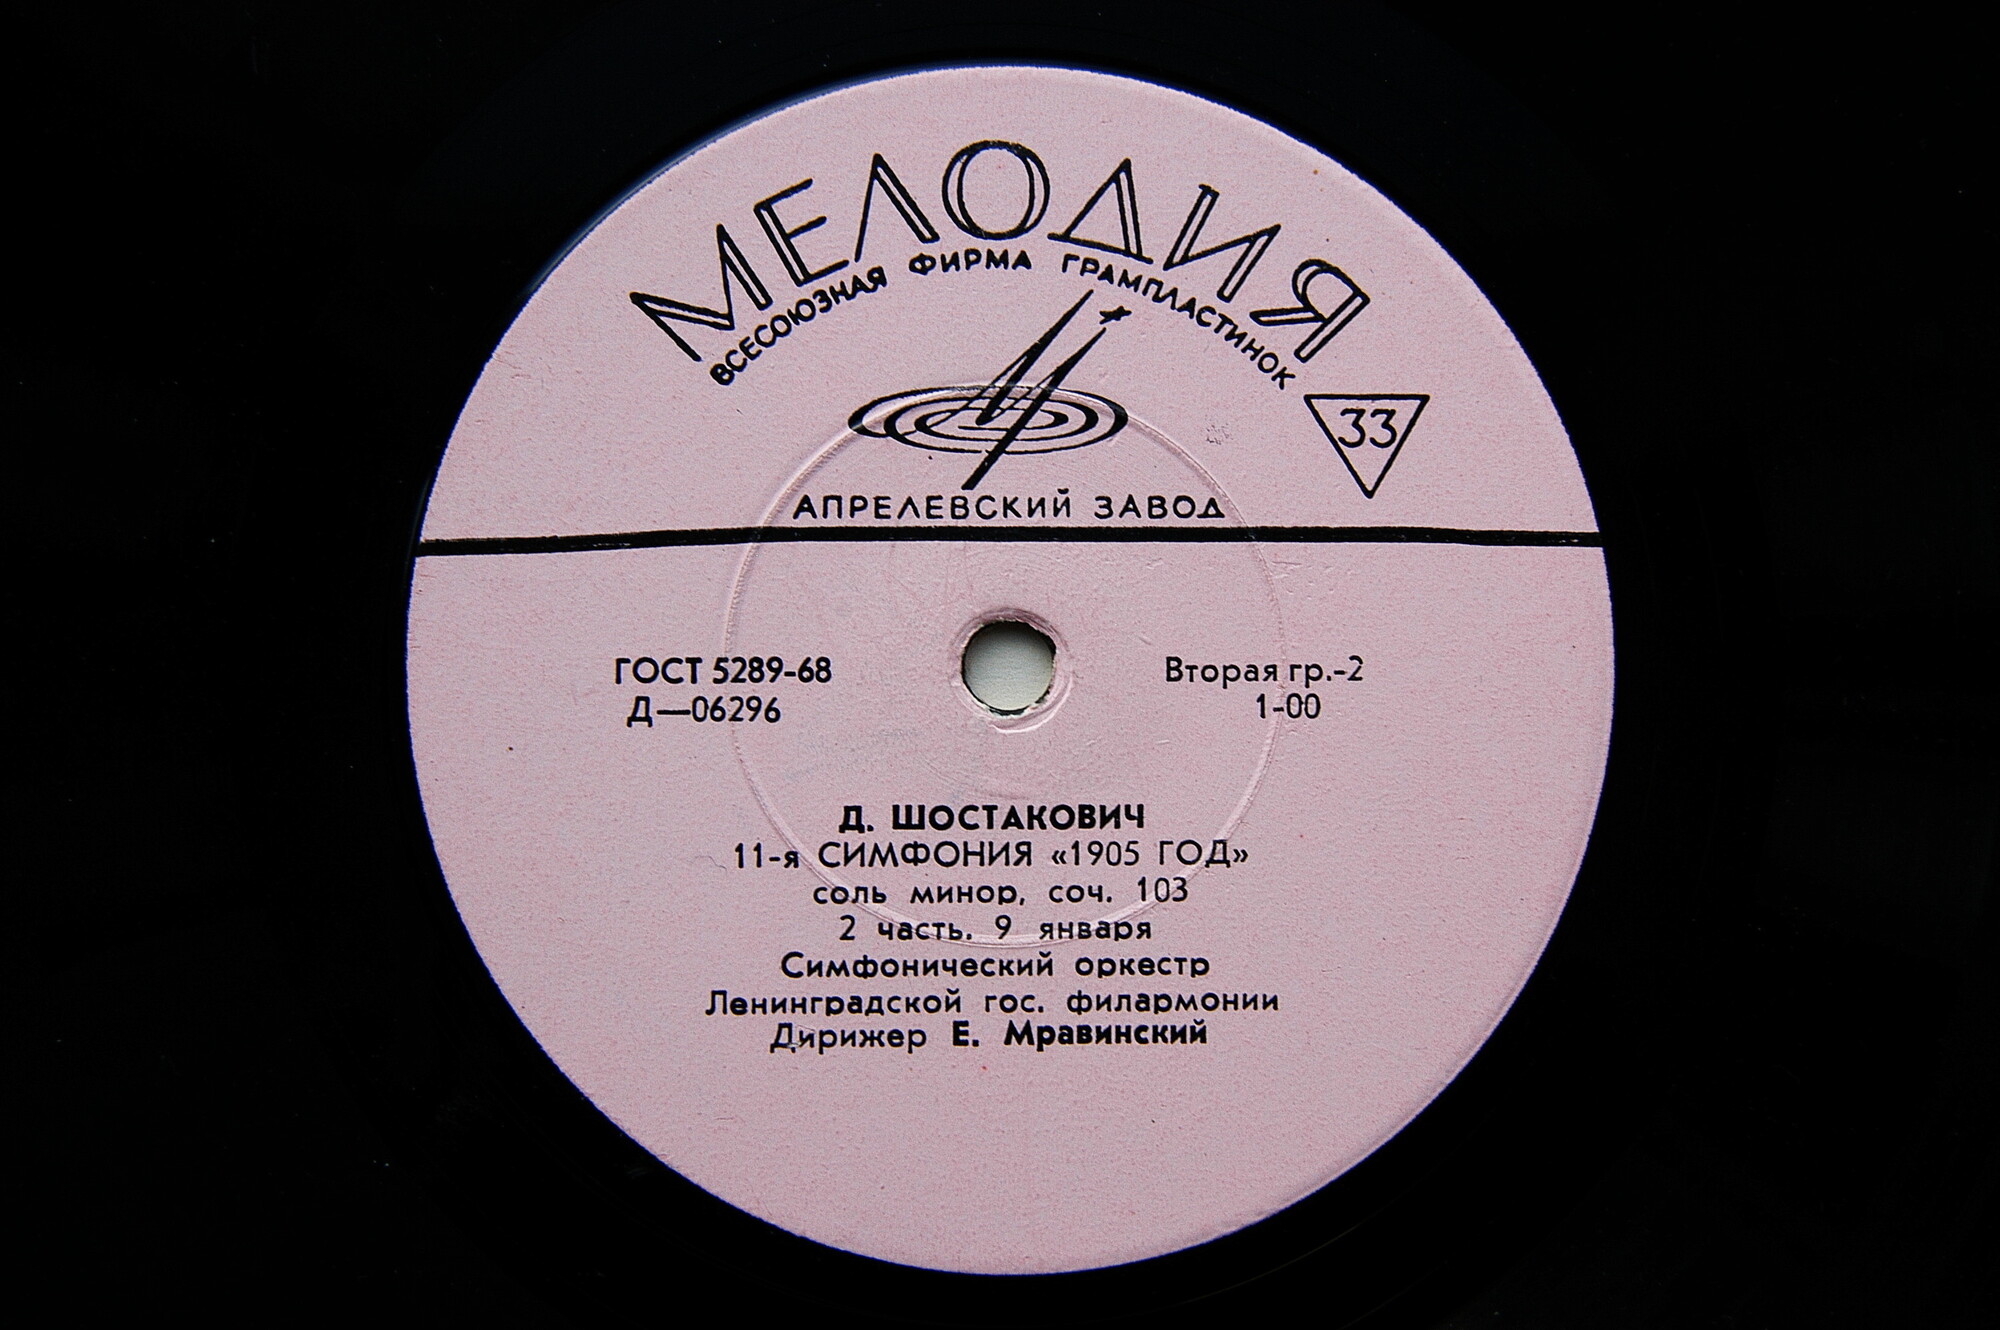 МЕЛОДИЯ
ВСЕСОЮЗНАЯ ФИРМА ГРАМПЛАСТИНОК
33
АПРЕЛЕВСКИЙ ЗАВОД
ГОСТ 5289-68
Д—06296
Вторая гр.-2
1-00
Д. ШОСТАКОВИЧ
11-я СИМФОНИЯ «1905 ГОД»
соль минор, соч. 103
2 часть. 9 января
Симфонический оркестр
Ленинградской гос. филармонии
Дирижер Е. Мравинский